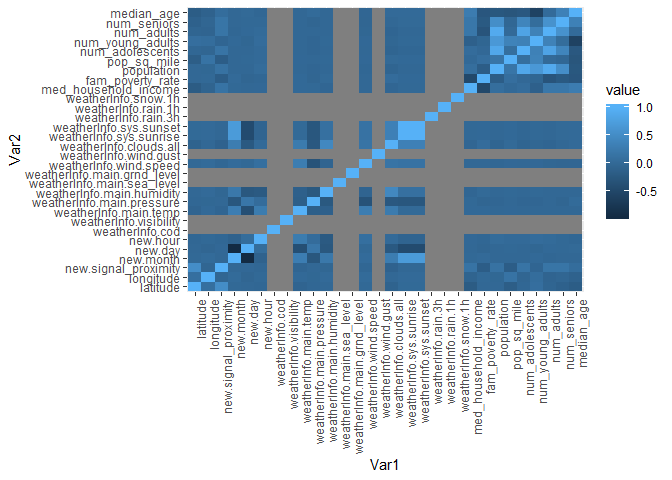 median_age
num_seniors
num_adults
num_young_adults
num_adolescents
pop_sq_mile
population
fam_poverty_rate
med_household_income
weatherInfo.snow.1h
weatherInfo.rain.1h
weatherInfo.rain.3h
weatherInfo.sys.sunset
weatherInfo.sys.sunrise
weatherInfo.clouds.all
weatherInfo.wind.gust
weatherInfo.wind.speed
weatherInfo.main.grnd_level
weatherInfo.main.sea_level
weatherInfo.main.humidity
weatherInfo.main.pressure
weatherInfo.main.temp
weatherInfo.visibility
weatherInfo.cod
new.hour
new.day
new.month
new.signal_proximity
longitude
latitude
Var2
latitude
longitude
new.signal_proximity
new.month
new.day
new.hour
weatherInfo.cod
weatherInfo.visibility
weatherInfo.main.temp
weatherInfo.main.pressure
weatherInfo.main.humidity
weatherInfo.main.sea_level
weatherInfo.main.grnd_level
weatherInfo.wind.speed
weatherInfo.wind.gust
weatherInfo.clouds.all
weatherInfo.sys.sunrise
weatherInfo.sys.sunset
weatherInfo.rain.3h
weatherInfo.rain.1h
weatherInfo.snow.1h
med_household_income
fam_poverty_rate
population
pop_sq_mile
num_adolescents
num_young_adults
num_adults
num_seniors
median_age
Var1
value
1.0
0.5
0.0
-0.5